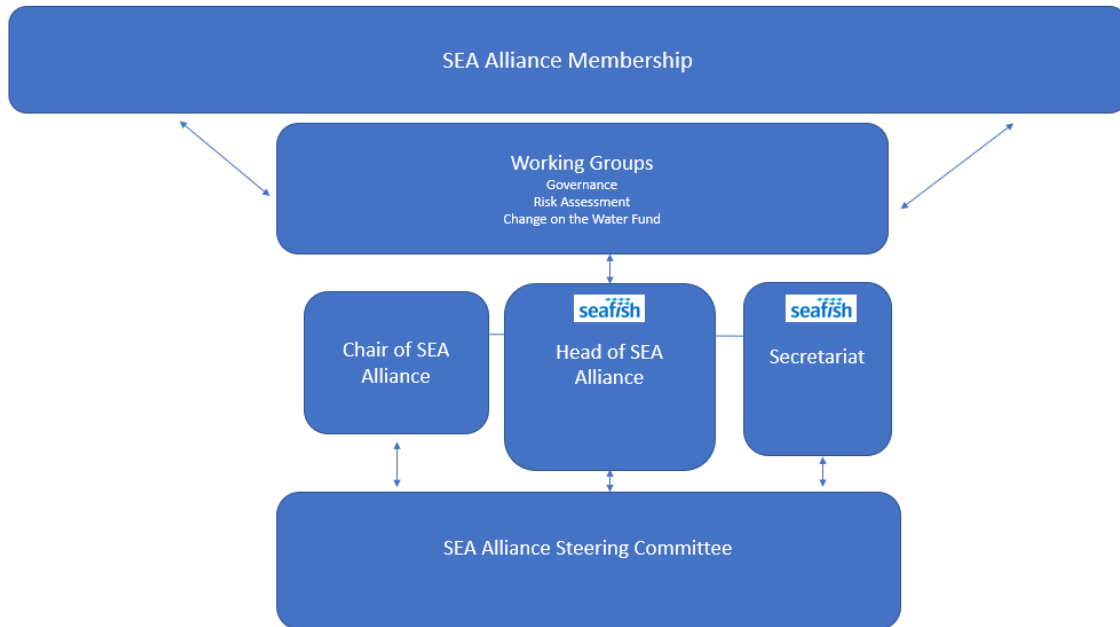 SEA Alliance Membership
Working Groups
Governance
Risk Assessment
Change on the Water Fund
seafish
seafish
Chair of SEA
Alliance
Head of SEA
Alliance
Secretariat
SEA Alliance Steering Committee